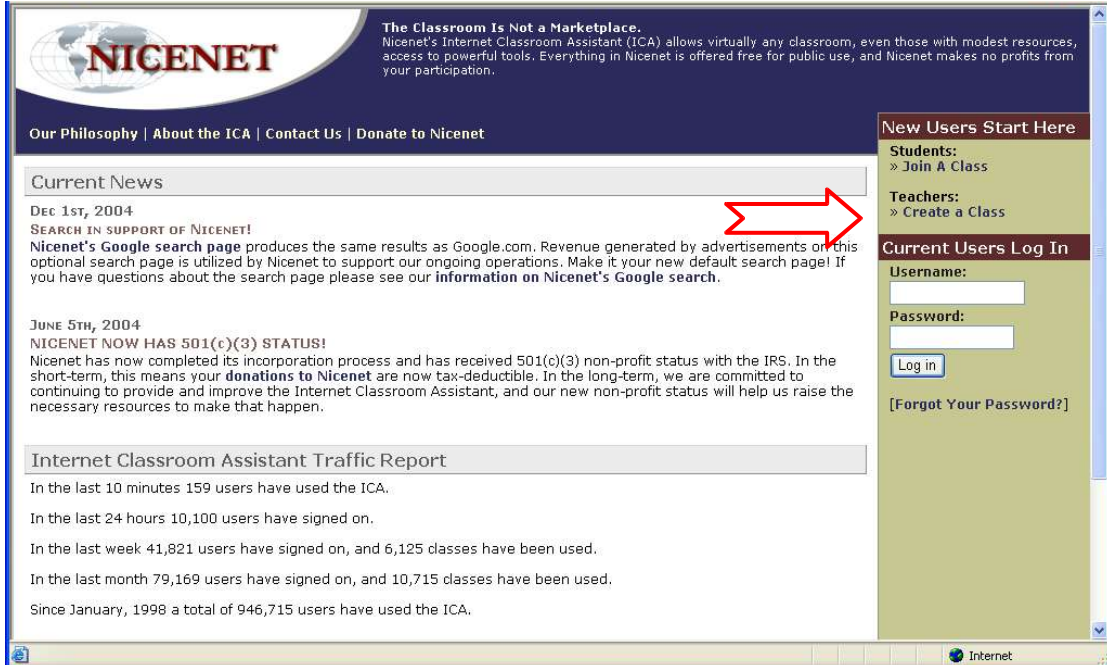 NICENET
The Classroom Is Not a Marketplace.
Nicenet's Internet Classroom Assistant (ICA) allows virtually any classroom, even those with modest resources,
access to powerful tools. Everything in Nicenet is offered free for public use, and Nicenet makes no profits from
your participation.
Our Philosophy | About the ICA | Contact Us | Donate to Nicenet
Current News
DEC 1ST, 2004
SEARCH IN SUPPORT OF NICENET!
Nicenet's Google search page produces the same results as Google.com. Revenue generated by advertisements on this
optional search page is utilized by Nicenet to support our ongoing operations. Make it your new default search page! If
you have questions about the search page please see our information on Nicenet's Google search.
JUNE 5TH, 2004
NICENET NOW HAS 501(c)(3) STATUS!
Nicenet has now completed its incorporation process and has received 501(c)(3) non-profit status with the IRS. In the
short-term, this means your donations to Nicenet are now tax-deductible. In the long-term, we are committed to
continuing to provide and improve the Internet Classroom Assistant, and our new non-profit status will help us raise the
necessary resources to make that happen.
Internet Classroom Assistant Traffic Report
In the last 10 minutes 159 users have used the ICA.
In the last 24 hours 10,100 users have signed on.
In the last week 41,821 users have signed on, and 6,125 classes have been used.
In the last month 79,169 users have signed on, and 10,715 classes have been used.
Since January, 1998 a total of 946,715 users have used the ICA.
New Users Start Here
Students:
» Join A Class
Teachers:
» Create a Class
Current Users Log In
Username:
Password:
Log in
[Forgot Your Password?]
Internet